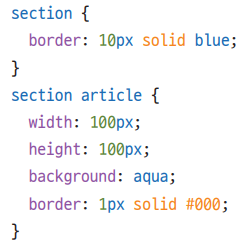 section {
  border: 10px solid blue;
}
section article {
  width: 100px;
  height: 100px;
  background: aqua;
  border: 1px solid #000;
}